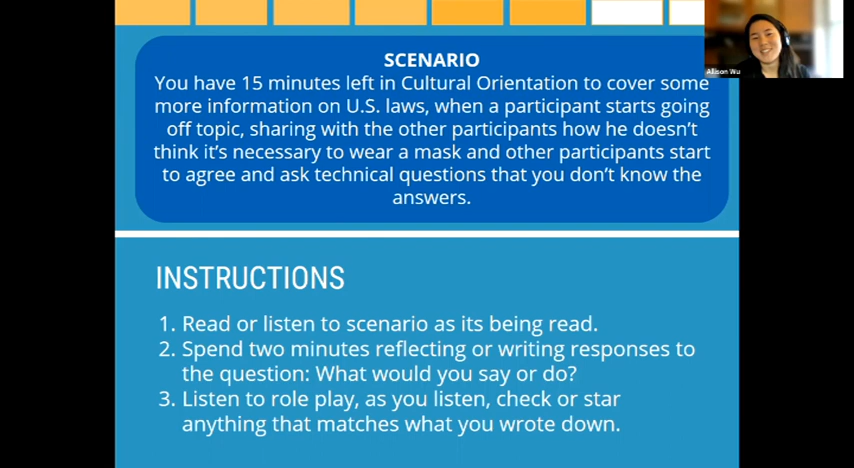 Allison Wu
SCENARIO
You have 15 minutes left in Cultural Orientation to cover some
more information on U.S. laws, when a participant starts going
off topic, sharing with the other participants how he doesn't
think it's necessary to wear a mask and other participants start
to agree and ask technical questions that you don't know the
answers.
INSTRUCTIONS
1. Read or listen to scenario as its being read.
2. Spend two minutes reflecting or writing responses to
the question: What would you say or do?
3. Listen to role play, as you listen, check or star
anything that matches what you wrote down.